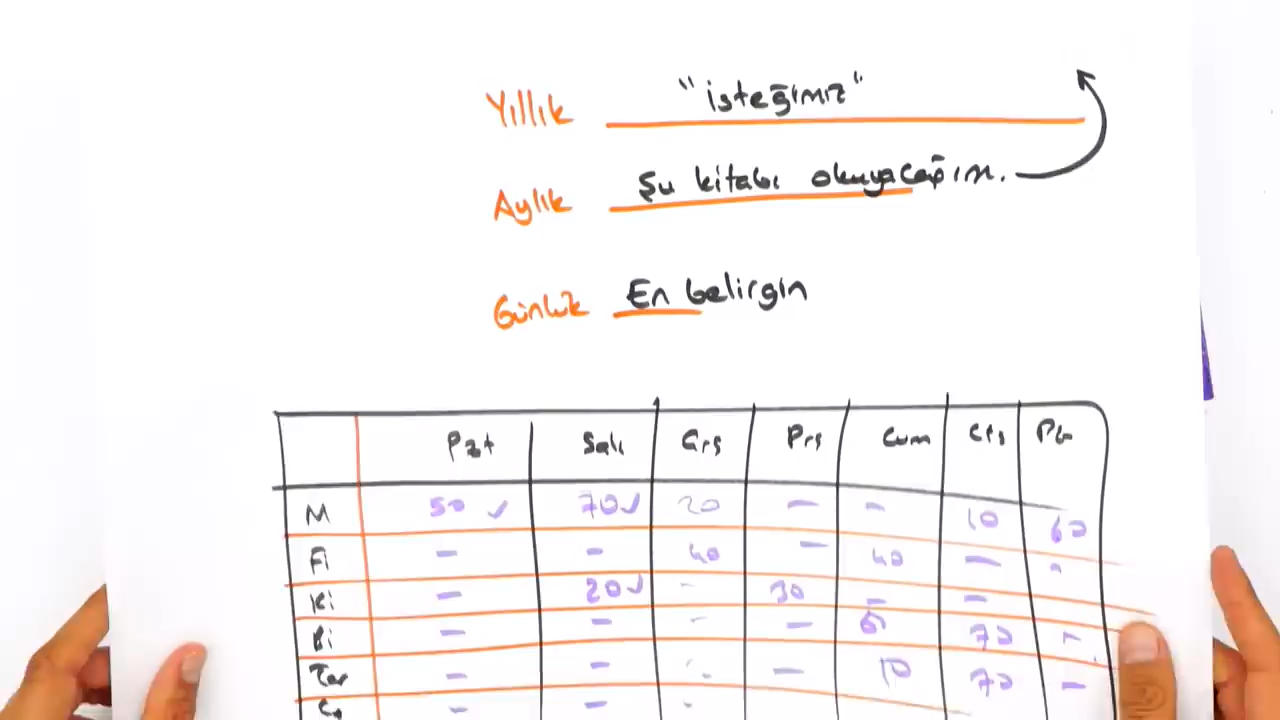 Yıllık "isteğimiz"
Aylık Şu kitabı okuyacağım.
Günlük En belirgin
Pzt Salı Çrş Prş Cum Cts Pz
M 50 ✓ 70 ✓ 20 - - 10 60
Fi - - 40 - 40 - -
Ki - 20 ✓ - 30 - -
Bi - - - - 70 -
Tar - - - - 10 70 -
- - -